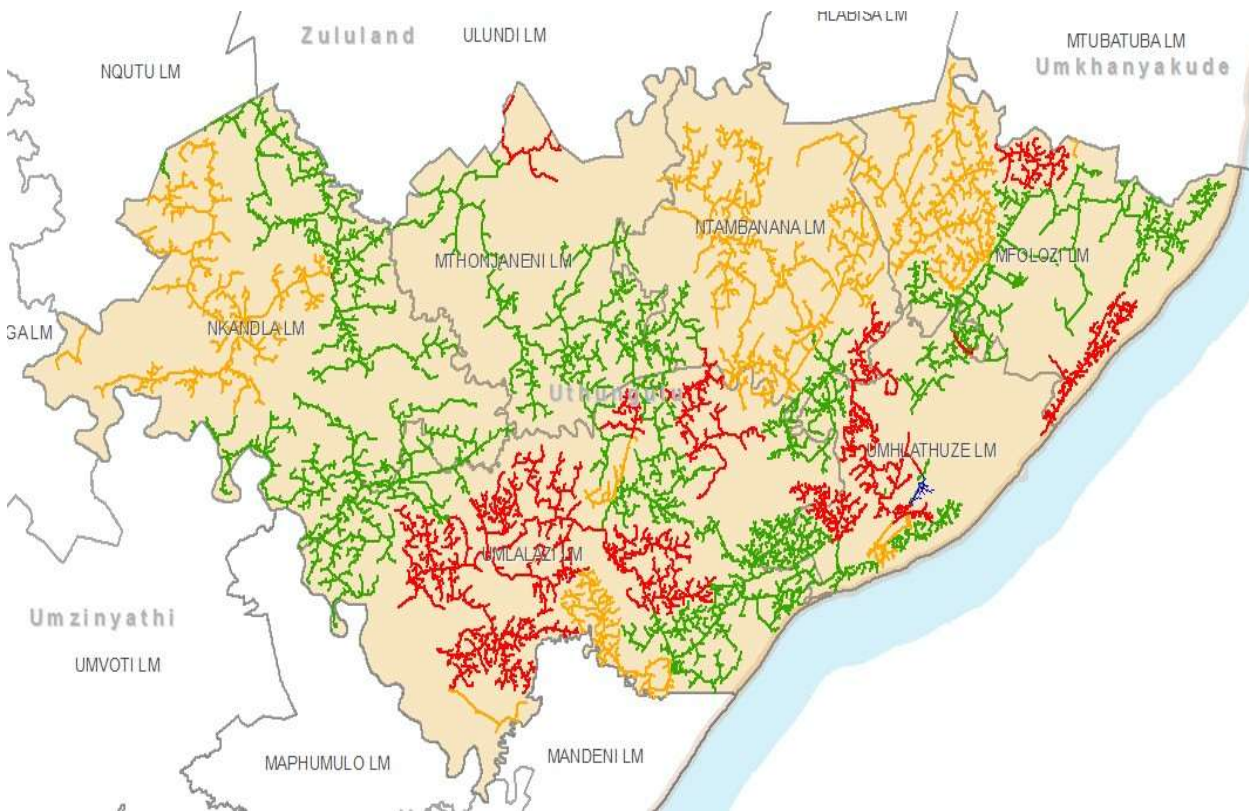 HLABISA LM
Zululand
ULUNDI LM
MTUBATUBA LM
NQUTU LM
Umkhanyakude
NTAMBANANA LM
MTHONJANENI LM
MFOLOZI LM
NKANDLA LM
GA LM
Uthungulu
UMHLATHUZE LM
UMLALAZI LM
Umzinyathi
UMVOTI LM
MANDENI LM
MAPHUMULO LM